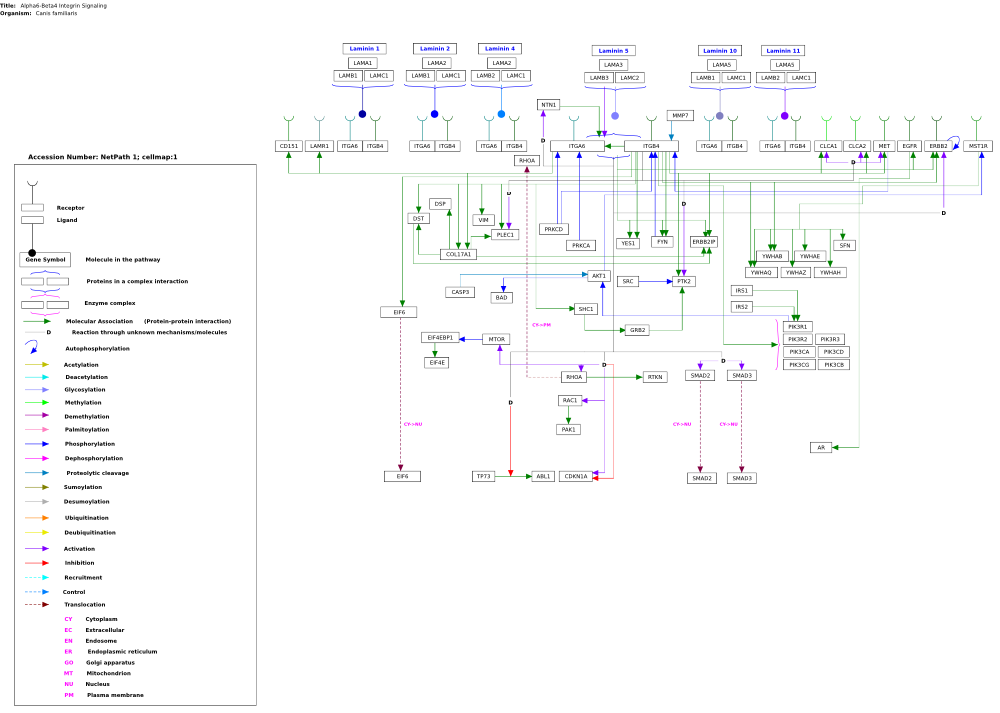 Title: Alpha6-Beta4 Integrin Signaling
Organism: Canis familiaris
Laminin 1 Laminin 2 Laminin 4 Laminin 5 Laminin 10 Laminin 11
LAMA1 LAMA2 LAMA2 LAMA3 LAMA5 LAMA5
LAMB1 LAMC1 LAMB1 LAMC1 LAMB2 LAMC1 LAMB3 LAMC2 LAMB1 LAMC1 LAMB2 LAMC1
NTN1 MMP7
D
CD151 LAMR1 ITGA6 ITGB4 ITGA6 ITGB4 ITGA6 ITGB4 ITGA6 ITGB4 ITGA6 ITGB4 ITGA6 ITGB4 CLCA1 CLCA2 MET EGFR ERBB2 MST1R
RHOA D
D
DSP D
DST VIM D
PLEC1 PRKCD
YES1 FYN ERBB2IP SFN
COL17A1 PRKCA YWHAB YWHAE
YWHAQ YWHAZ YWHAH
AKT1 SRC PTK2
CASP3 BAD IRS1
IRS2
EIF6 SHC1
CY->PM GRB2 PIK3R1
EIF4EBP1 MTOR PIK3R2 PIK3R3
PIK3CA PIK3CD
EIF4E D D PIK3CG PIK3CB
RHOA RTKN SMAD2 SMAD3
D RAC1
CY->NU PAK1 CY->NU CY->NU
AR
EIF6 TP73 ABL1 CDKN1A SMAD2 SMAD3
Accession Number: NetPath 1; cellmap:1
Receptor
Ligand
Gene Symbol Molecule in the pathway
Proteins in a complex interaction
Enzyme complex
Molecular Association (Protein-protein interaction)
D Reaction through unknown mechanisms/molecules
Autophosphorylation
Acetylation
Deacetylation
Glycosylation
Methylation
Demethylation
Palmitoylation
Phosphorylation
Dephosphorylation
Proteolytic cleavage
Sumoylation
Desumoylation
Ubiquitination
Deubiquitination
Activation
Inhibition
Recruitment
Control
Translocation
CY Cytoplasm
EC Extracellular
EN Endosome
ER Endoplasmic reticulum
GO Golgi apparatus
MT Mitochondrion
NU Nucleus
PM Plasma membrane